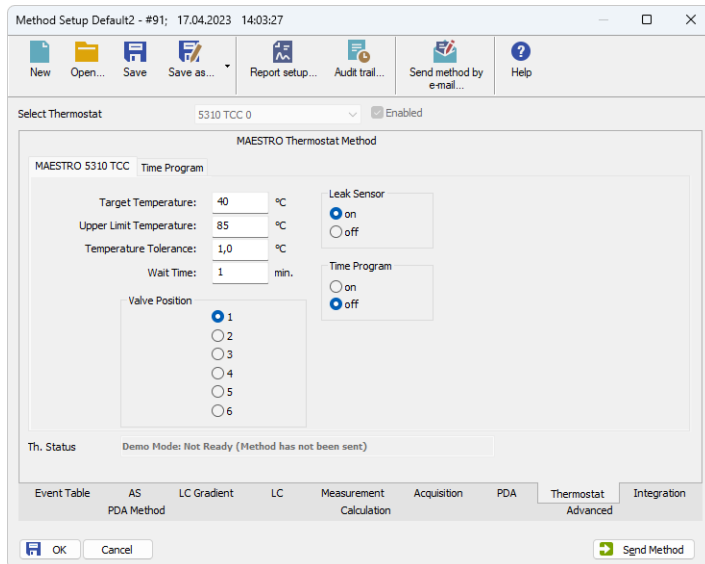 Method Setup Default2 - #91;  17.04.2023  14:03:27
New Open... Save Save as... Report setup... Audit trail... Send method by e-mail... Help
Select Thermostat 5310 TCC 0 Enabled
MAESTRO Thermostat Method
MAESTRO 5310 TCC Time Program
Target Temperature: 40 ºC
Upper Limit Temperature: 85 ºC
Temperature Tolerance: 1,0 ºC
Wait Time: 1 min.
Leak Sensor
on
off
Time Program
on
off
Valve Position
1
2
3
4
5
6
Th. Status Demo Mode: Not Ready (Method has not been sent)
Event Table AS LC Gradient LC Measurement Acquisition PDA Thermostat Integration
PDA Method Calculation Advanced
OK Cancel Send Method